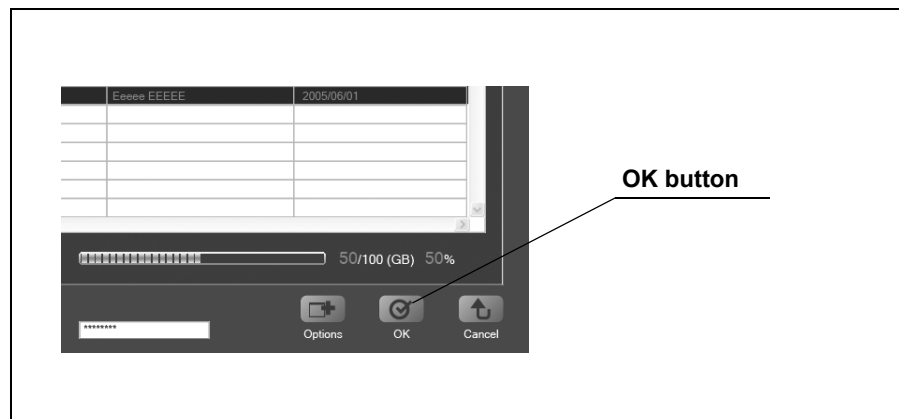 Eeeee EEEEE 2005/06/01
OK button
50/100 (GB) 50%
********
Options OK Cancel